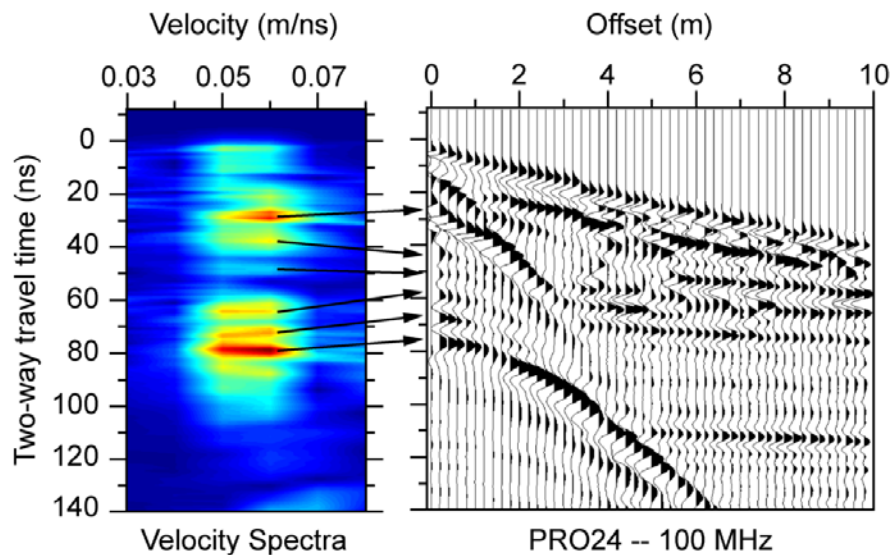 Velocity (m/ns)
Offset (m)
0.03 0.05 0.07
0 2 4 6 8 10
Two-way travel time (ns)
0
20
40
60
80
100
120
140
Velocity Spectra
PRO24 -- 100 MHz